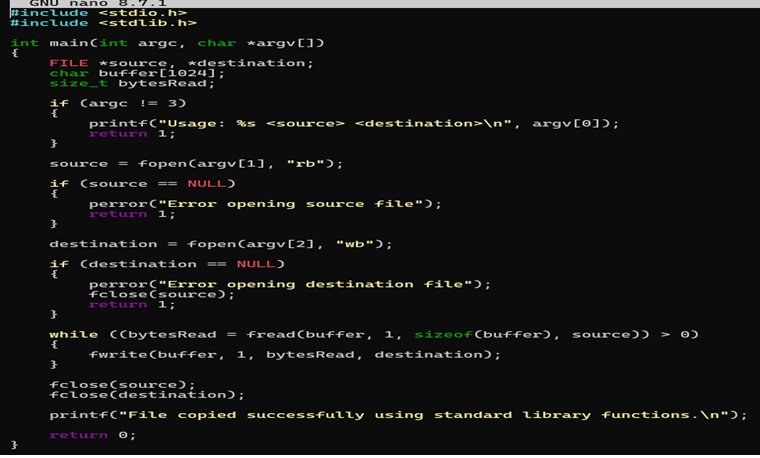 GNU nano 8.7.1
#include <stdio.h>
#include <stdlib.h>
int main(int argc, char *argv[])
{
FILE *source, *destination;
char buffer[1024];
size_t bytesRead;
if (argc != 3)
{
printf("Usage: %s <source> <destination>\n", argv[0]);
return 1;
}
source = fopen(argv[1], "rb");
if (source == NULL)
{
perror("Error opening source file");
return 1;
}
destination = fopen(argv[2], "wb");
if (destination == NULL)
{
perror("Error opening destination file");
fclose(source);
return 1;
}
while ((bytesRead = fread(buffer, 1, sizeof(buffer), source)) > 0)
{
fwrite(buffer, 1, bytesRead, destination);
}
fclose(source);
fclose(destination);
printf("File copied successfully using standard library functions.\n");
return 0;
}